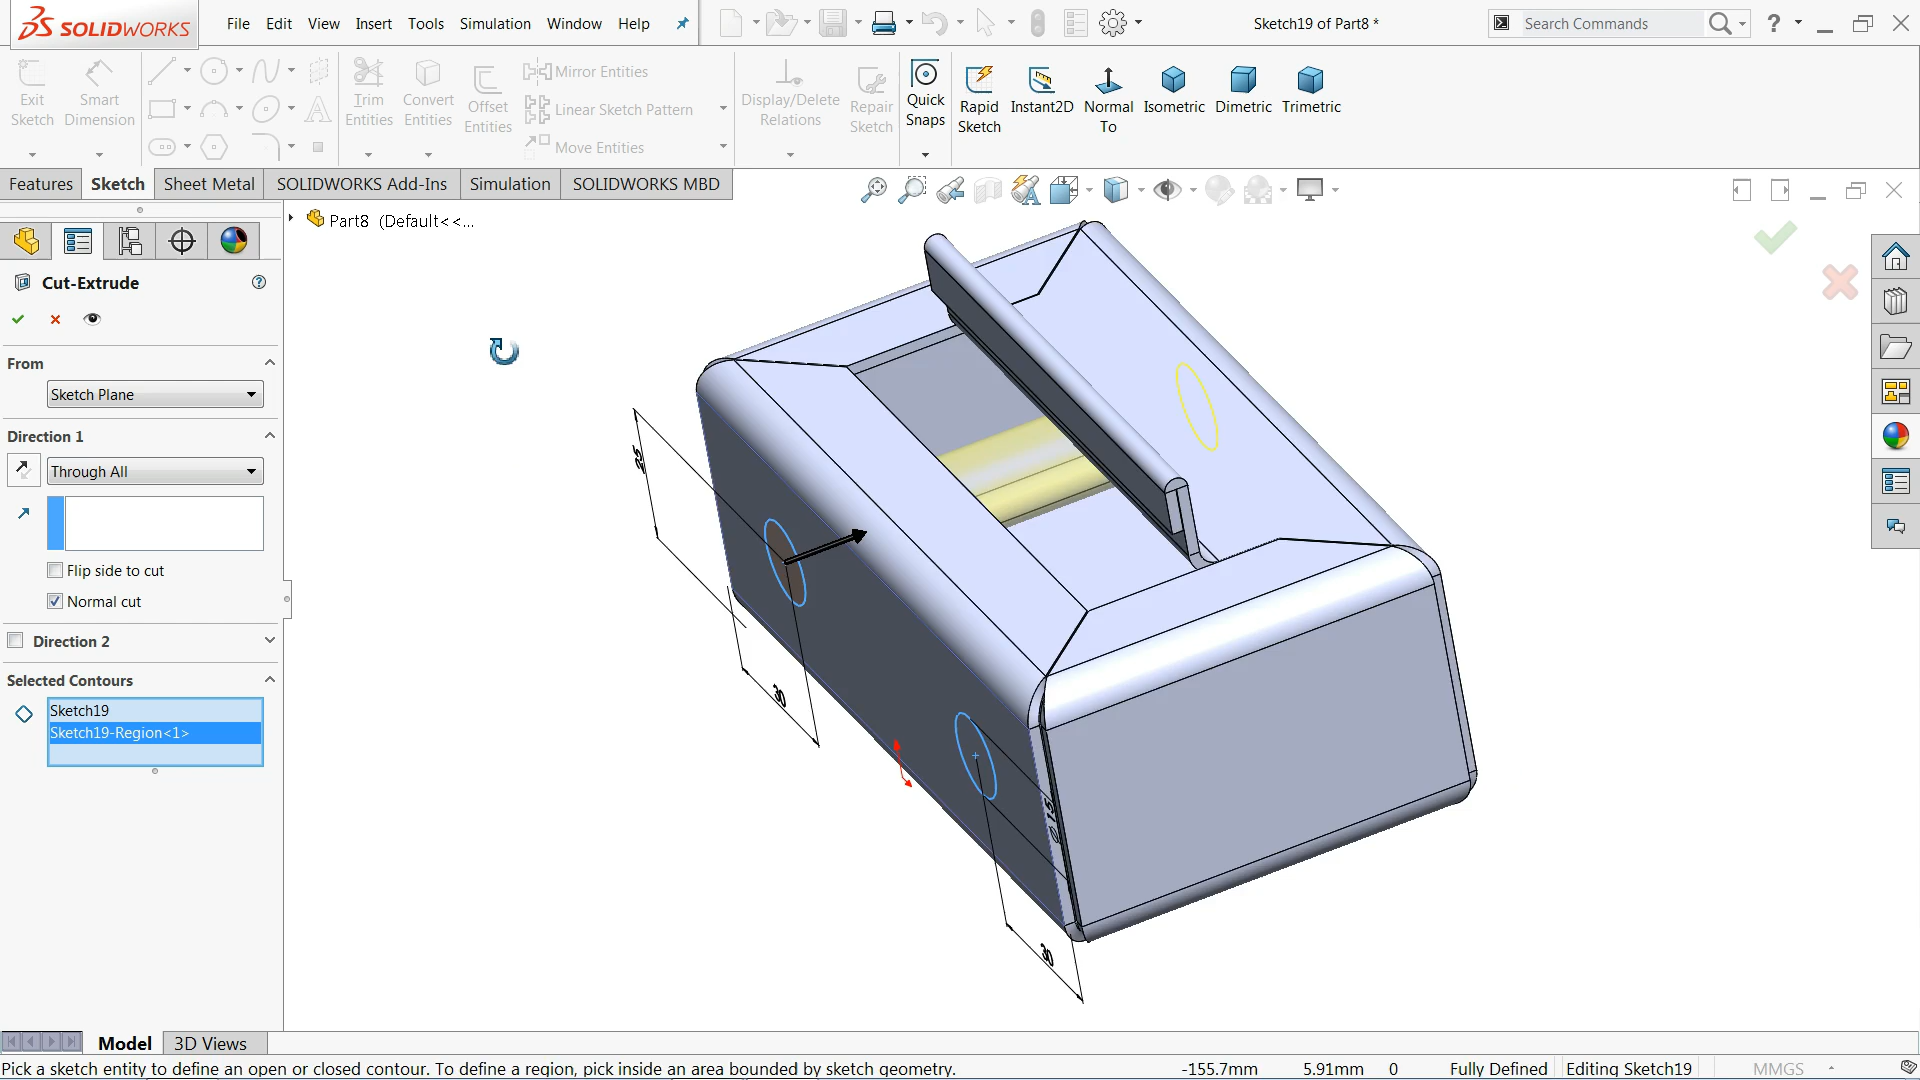 SOLIDWORKS
File Edit View Insert Tools Simulation Window Help
Sketch19 of Part8 *
Search Commands
?
Exit Sketch
Smart Dimension
Trim Entities
Convert Entities
Offset Entities
Mirror Entities
Linear Sketch Pattern
Move Entities
Display/Delete Relations
Repair Sketch
Quick Snaps
Rapid Sketch
Instant2D
Normal To
Isometric
Dimetric
Trimetric
Features Sketch Sheet Metal SOLIDWORKS Add-Ins Simulation SOLIDWORKS MBD
Part8 (Default<<...
Cut-Extrude
From
Sketch Plane
Direction 1
Through All
Flip side to cut
Normal cut
Direction 2
Selected Contours
Sketch19
Sketch19-Region<1>
25
Ø 15
Model 3D Views
Pick a sketch entity to define an open or closed contour. To define a region, pick inside an area bounded by sketch geometry.
-155.7mm 5.91mm 0 Fully Defined Editing Sketch19 MMGS